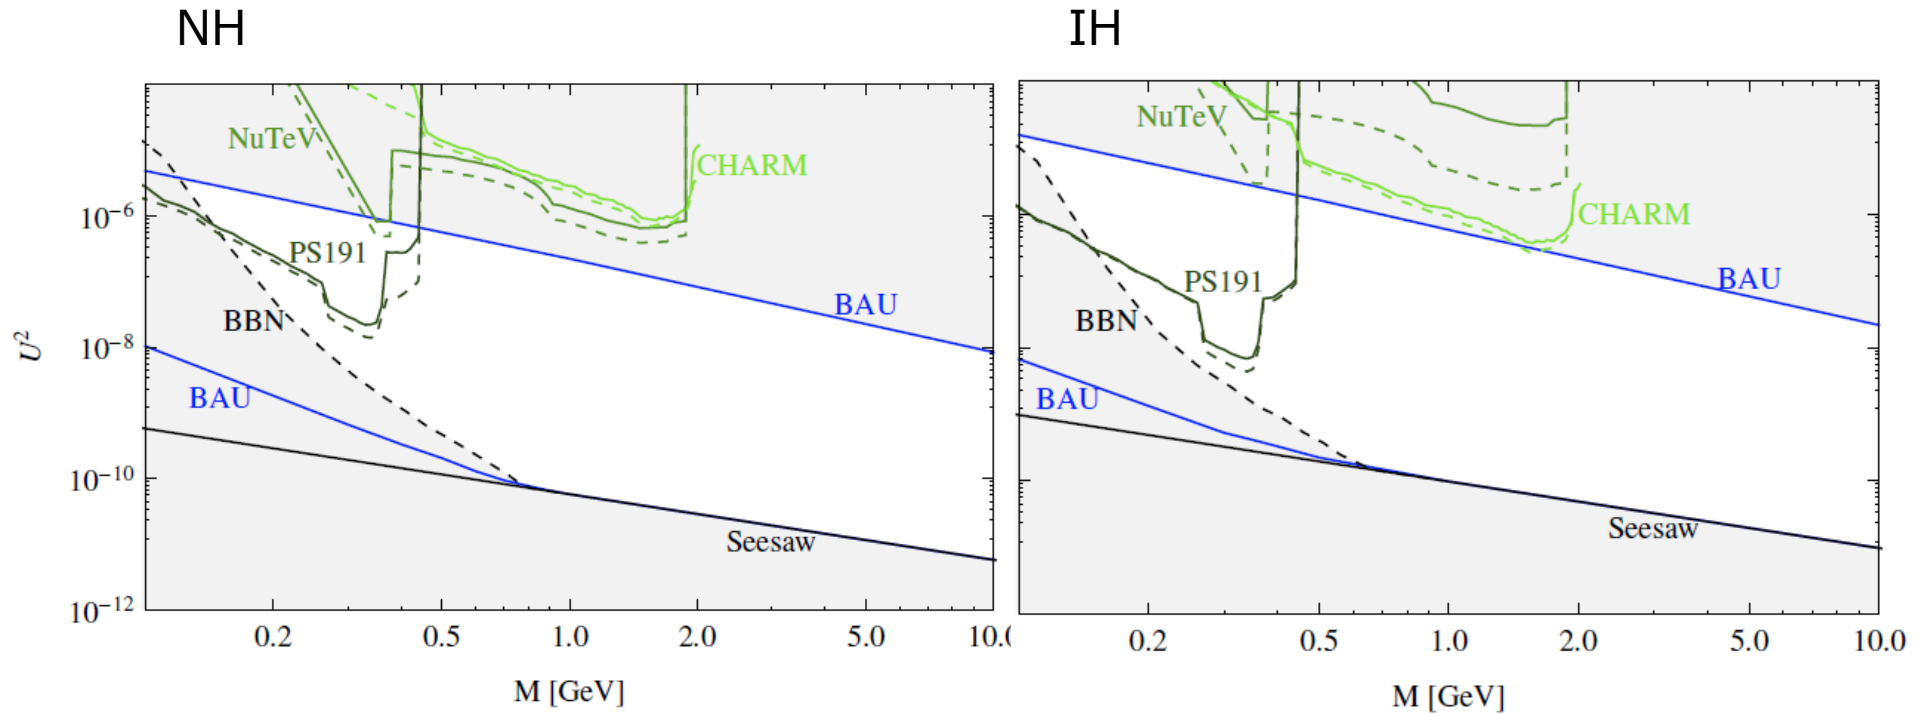 NH
IH
NuTeV
CHARM
10⁻⁶
PS191
BBN
BAU
U²
10⁻⁸
BAU
Seesaw
10⁻¹⁰
10⁻¹²
0.2
0.5
1.0
2.0
5.0
10.0
M [GeV]
NuTeV
CHARM
PS191
BAU
BBN
BAU
Seesaw
0.2
0.5
1.0
2.0
5.0
10.0
M [GeV]